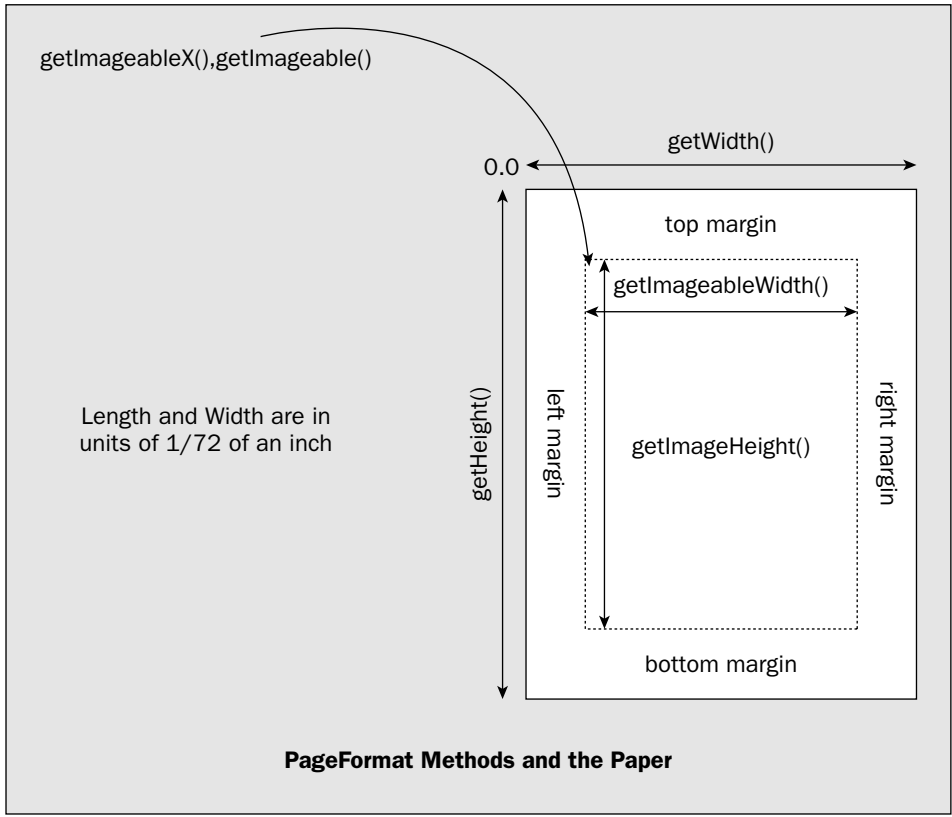 getImageableX(),getImageable()
getWidth()
0.0
top margin
getImageableWidth()
getHeight()
left margin
right margin
Length and Width are in
units of 1/72 of an inch
getImageHeight()
bottom margin
PageFormat Methods and the Paper